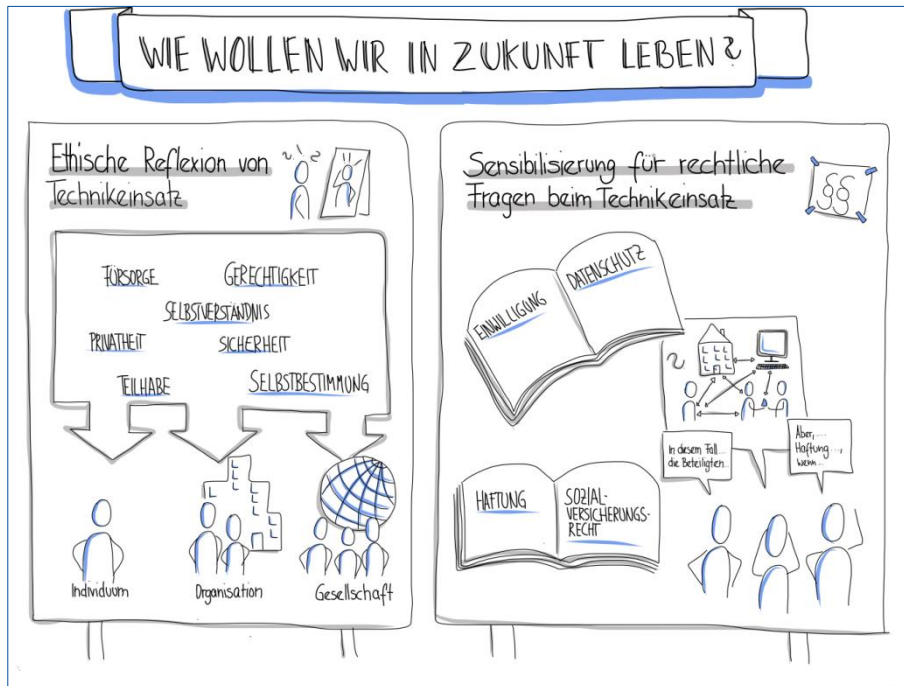 WIE WOLLEN WIR IN ZUKUNFT LEBEN?
Ethische Reflexion von
Technikeinsatz
FÜRSORGE
GERECHTIGKEIT
SELBSTVERSTÄNDNIS
PRIVATHEIT
SICHERHEIT
TEILHABE
SELBSTBESTIMMUNG
Individuum
Organisation
Gesellschaft
Sensibilisierung für rechtliche
Fragen beim Technikeinsatz
§§
EINWILLIGUNG
DATENSCHUTZ
?
In diesem Fall...
die Beteiligten...
Aber,...
Haftung...,
wenn...
HAFTUNG
SOZIAL-
VERSICHERUNGS-
RECHT